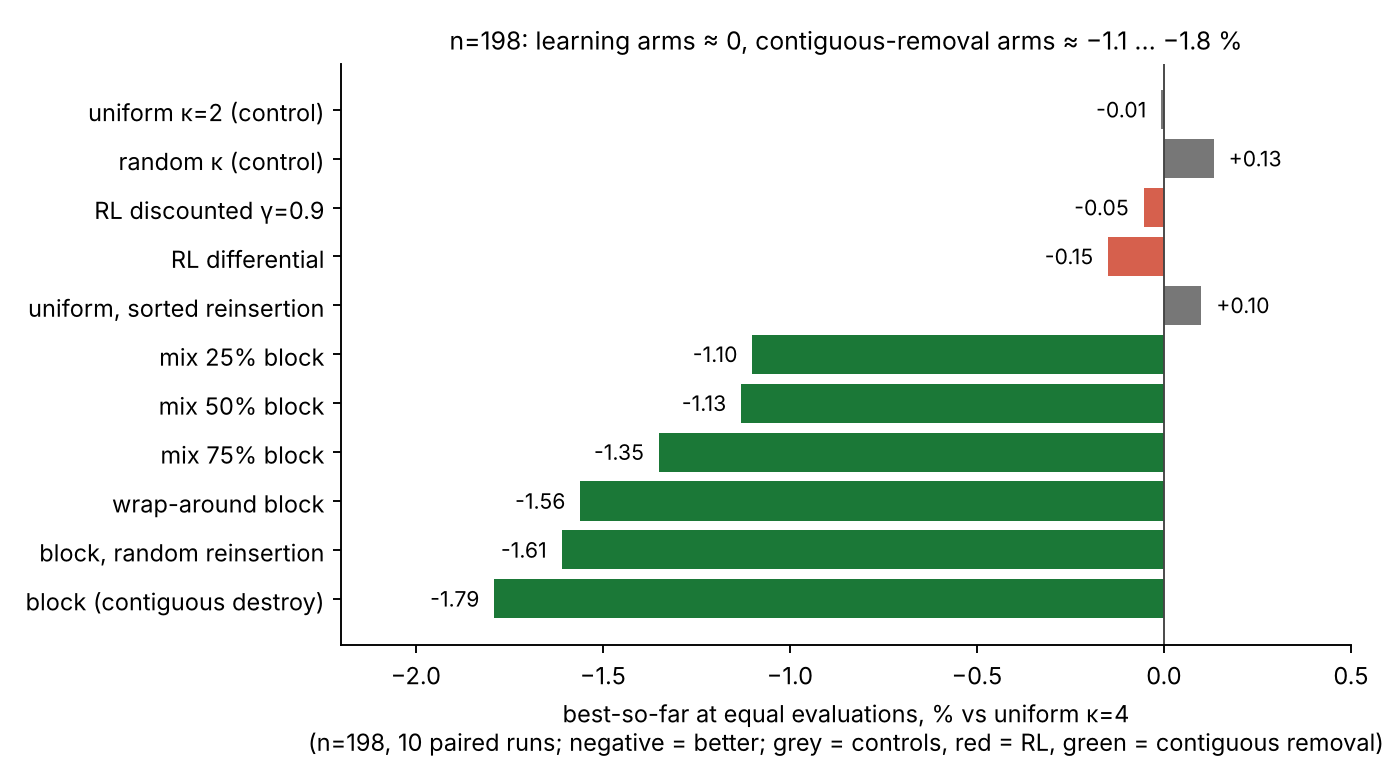 n=198: learning arms ≈ 0, contiguous-removal arms ≈ −1.1 … −1.8 %
uniform κ=2 (control)
-0.01
random κ (control)
+0.13
RL discounted γ=0.9
-0.05
RL differential
-0.15
uniform, sorted reinsertion
+0.10
mix 25% block
-1.10
mix 50% block
-1.13
mix 75% block
-1.35
wrap-around block
-1.56
block, random reinsertion
-1.61
block (contiguous destroy)
-1.79
−2.0 −1.5 −1.0 −0.5 0.0 0.5
best-so-far at equal evaluations, % vs uniform κ=4
(n=198, 10 paired runs; negative = better; grey = controls, red = RL, green = contiguous removal)